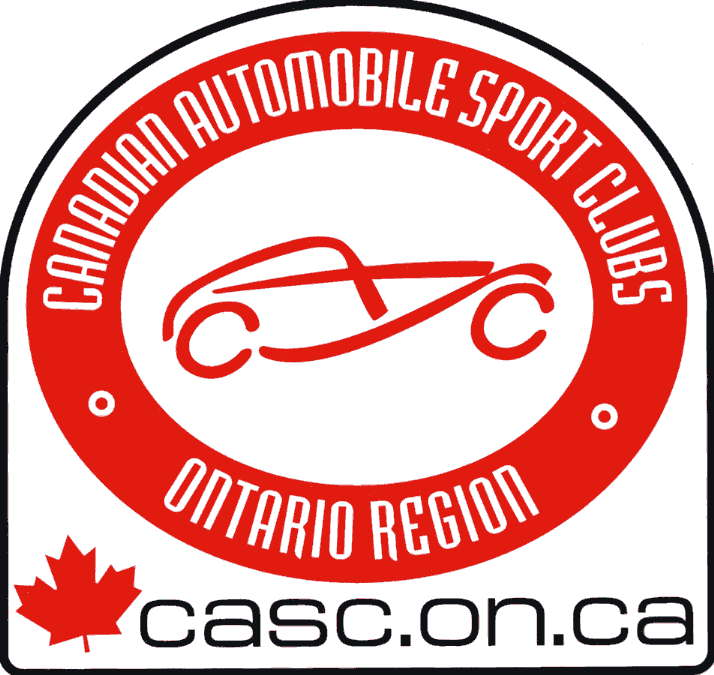 CANADIAN AUTOMOBILE SPORT CLUBS
ONTARIO REGION
casc.on.ca